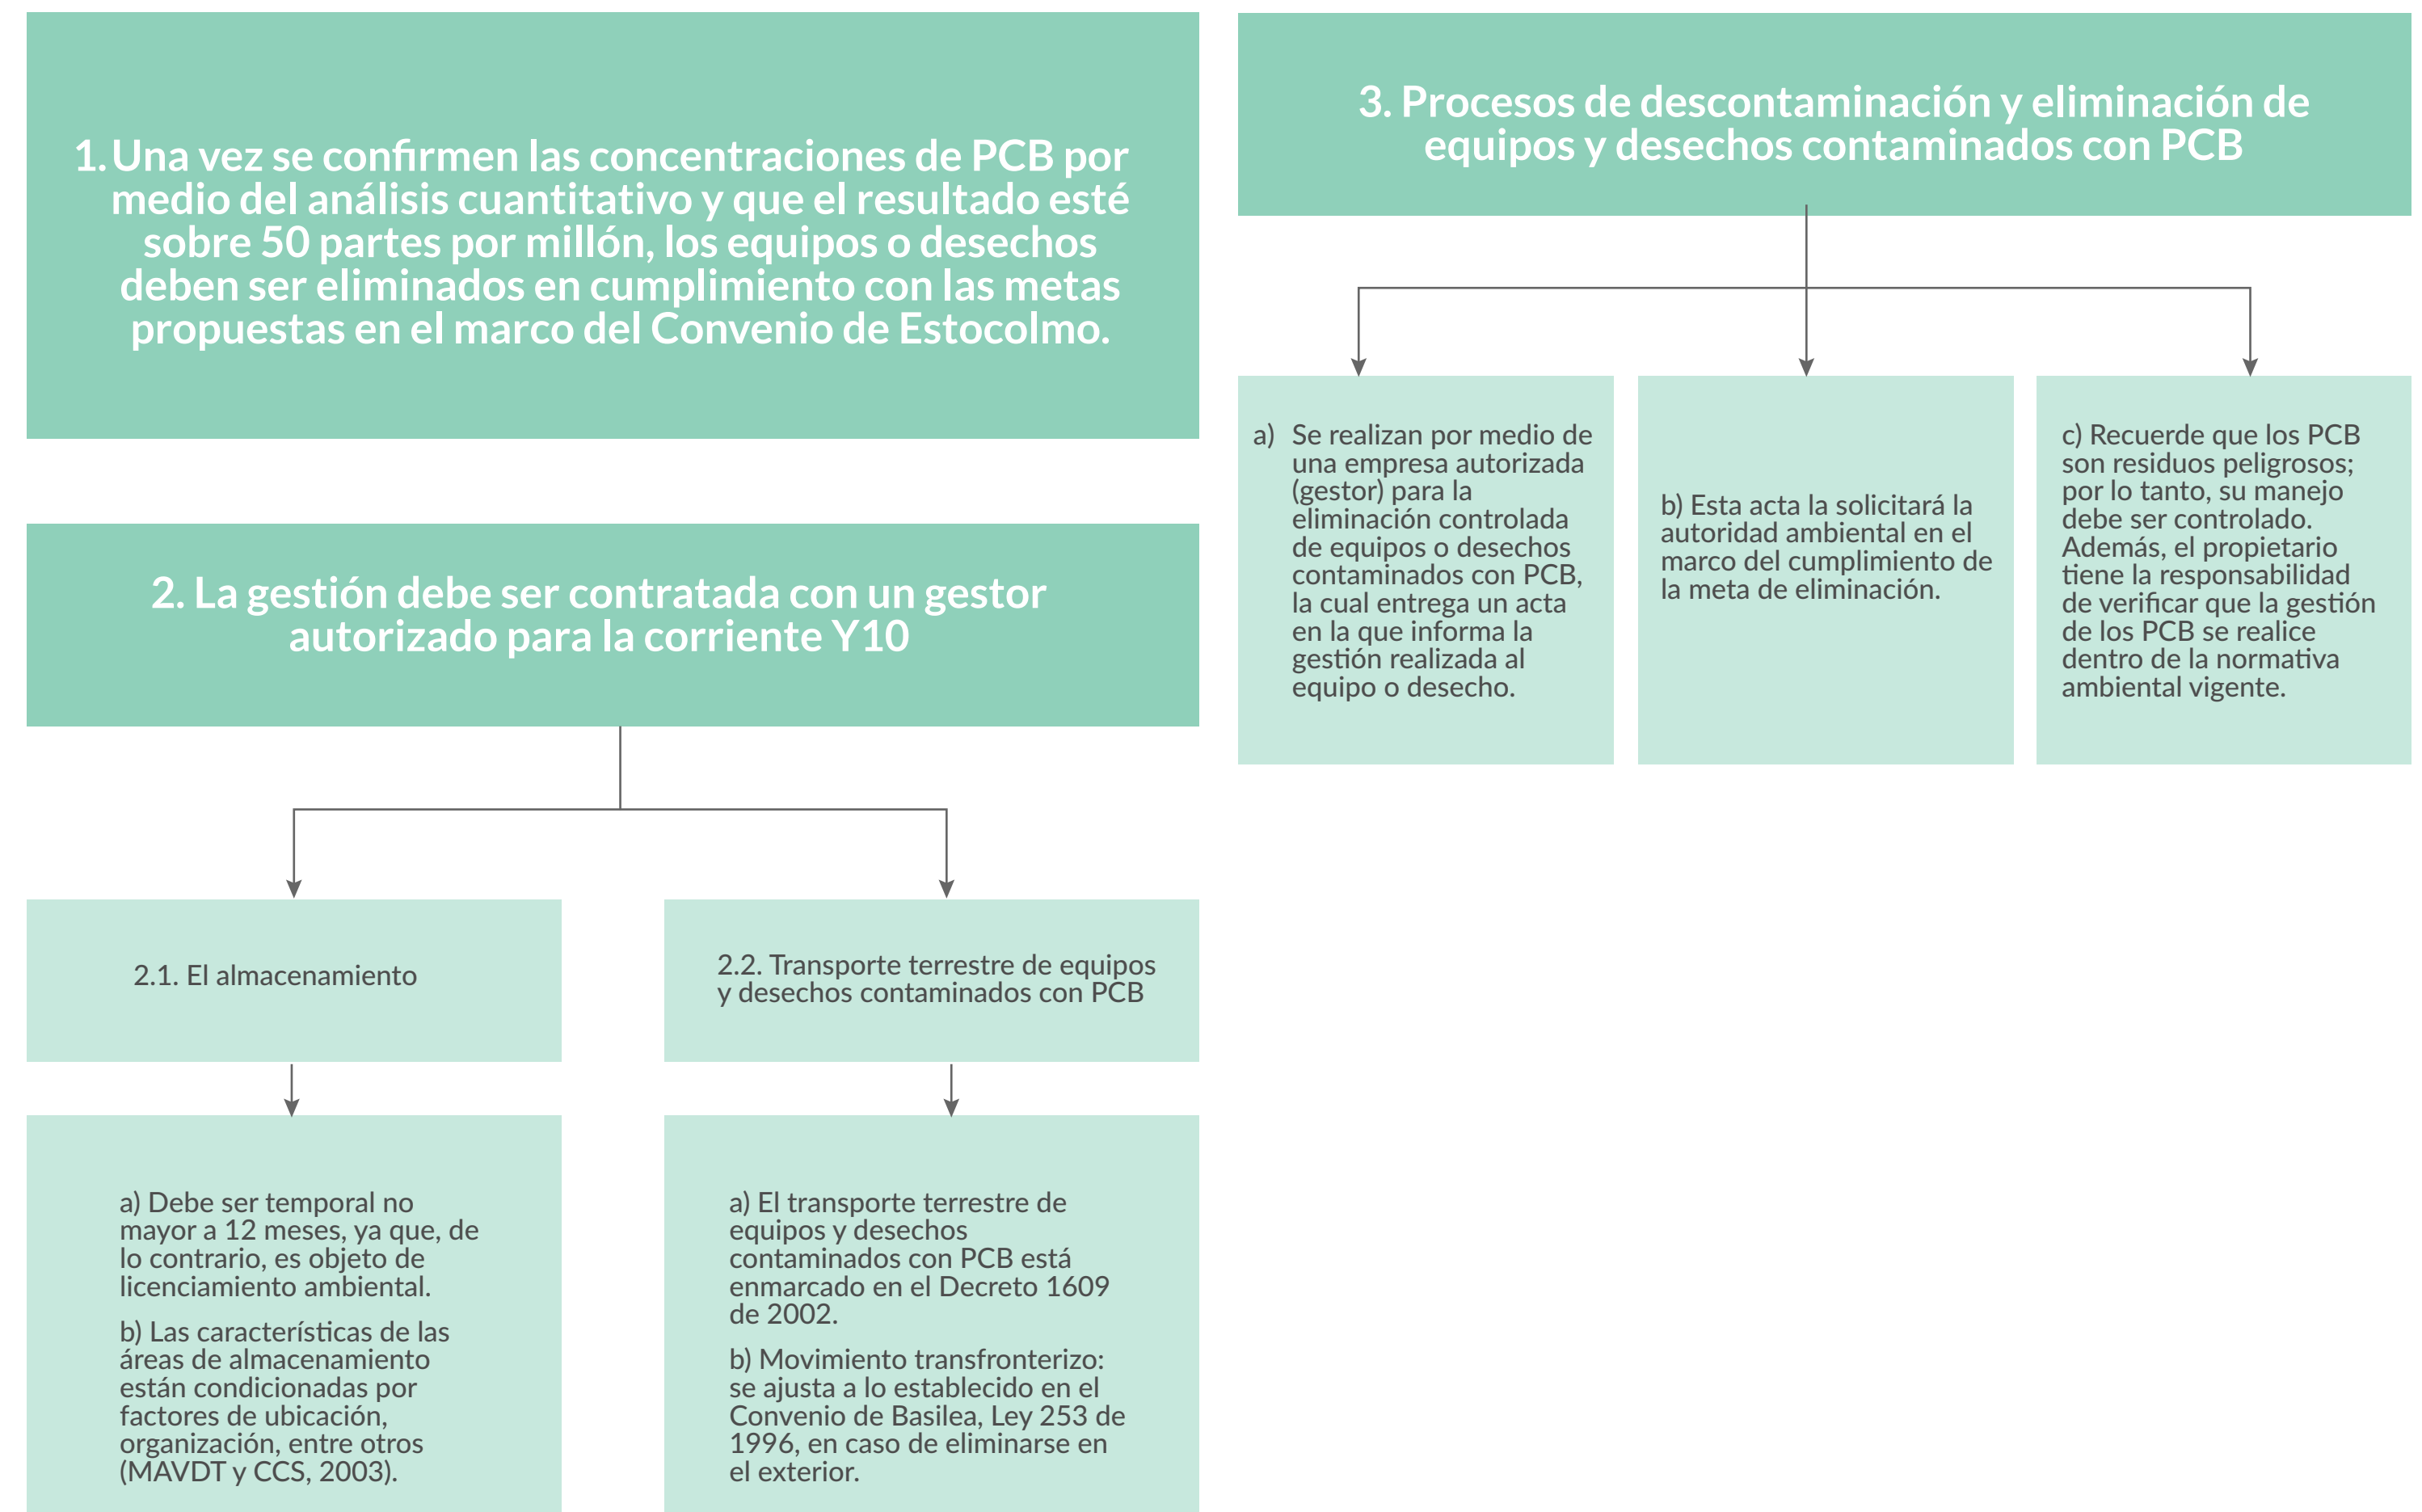 1. Una vez se confirmen las concentraciones de PCB por
medio del análisis cuantitativo y que el resultado esté
sobre 50 partes por millón, los equipos o desechos
deben ser eliminados en cumplimiento con las metas
propuestas en el marco del Convenio de Estocolmo.
2. La gestión debe ser contratada con un gestor
autorizado para la corriente Y10
2.1. El almacenamiento
a) Debe ser temporal no
mayor a 12 meses, ya que, de
lo contrario, es objeto de
licenciamiento ambiental.
b) Las características de las
áreas de almacenamiento
están condicionadas por
factores de ubicación,
organización, entre otros
(MAVDT y CCS, 2003).
2.2. Transporte terrestre de equipos
y desechos contaminados con PCB
a) El transporte terrestre de
equipos y desechos
contaminados con PCB está
enmarcado en el Decreto 1609
de 2002.
b) Movimiento transfronterizo:
se ajusta a lo establecido en el
Convenio de Basilea, Ley 253 de
1996, en caso de eliminarse en
el exterior.
3. Procesos de descontaminación y eliminación de
equipos y desechos contaminados con PCB
a) Se realizan por medio de
una empresa autorizada
(gestor) para la
eliminación controlada
de equipos o desechos
contaminados con PCB,
la cual entrega un acta
en la que informa la
gestión realizada al
equipo o desecho.
b) Esta acta la solicitará la
autoridad ambiental en el
marco del cumplimiento de
la meta de eliminación.
c) Recuerde que los PCB
son residuos peligrosos;
por lo tanto, su manejo
debe ser controlado.
Además, el propietario
tiene la responsabilidad
de verificar que la gestión
de los PCB se realice
dentro de la normativa
ambiental vigente.